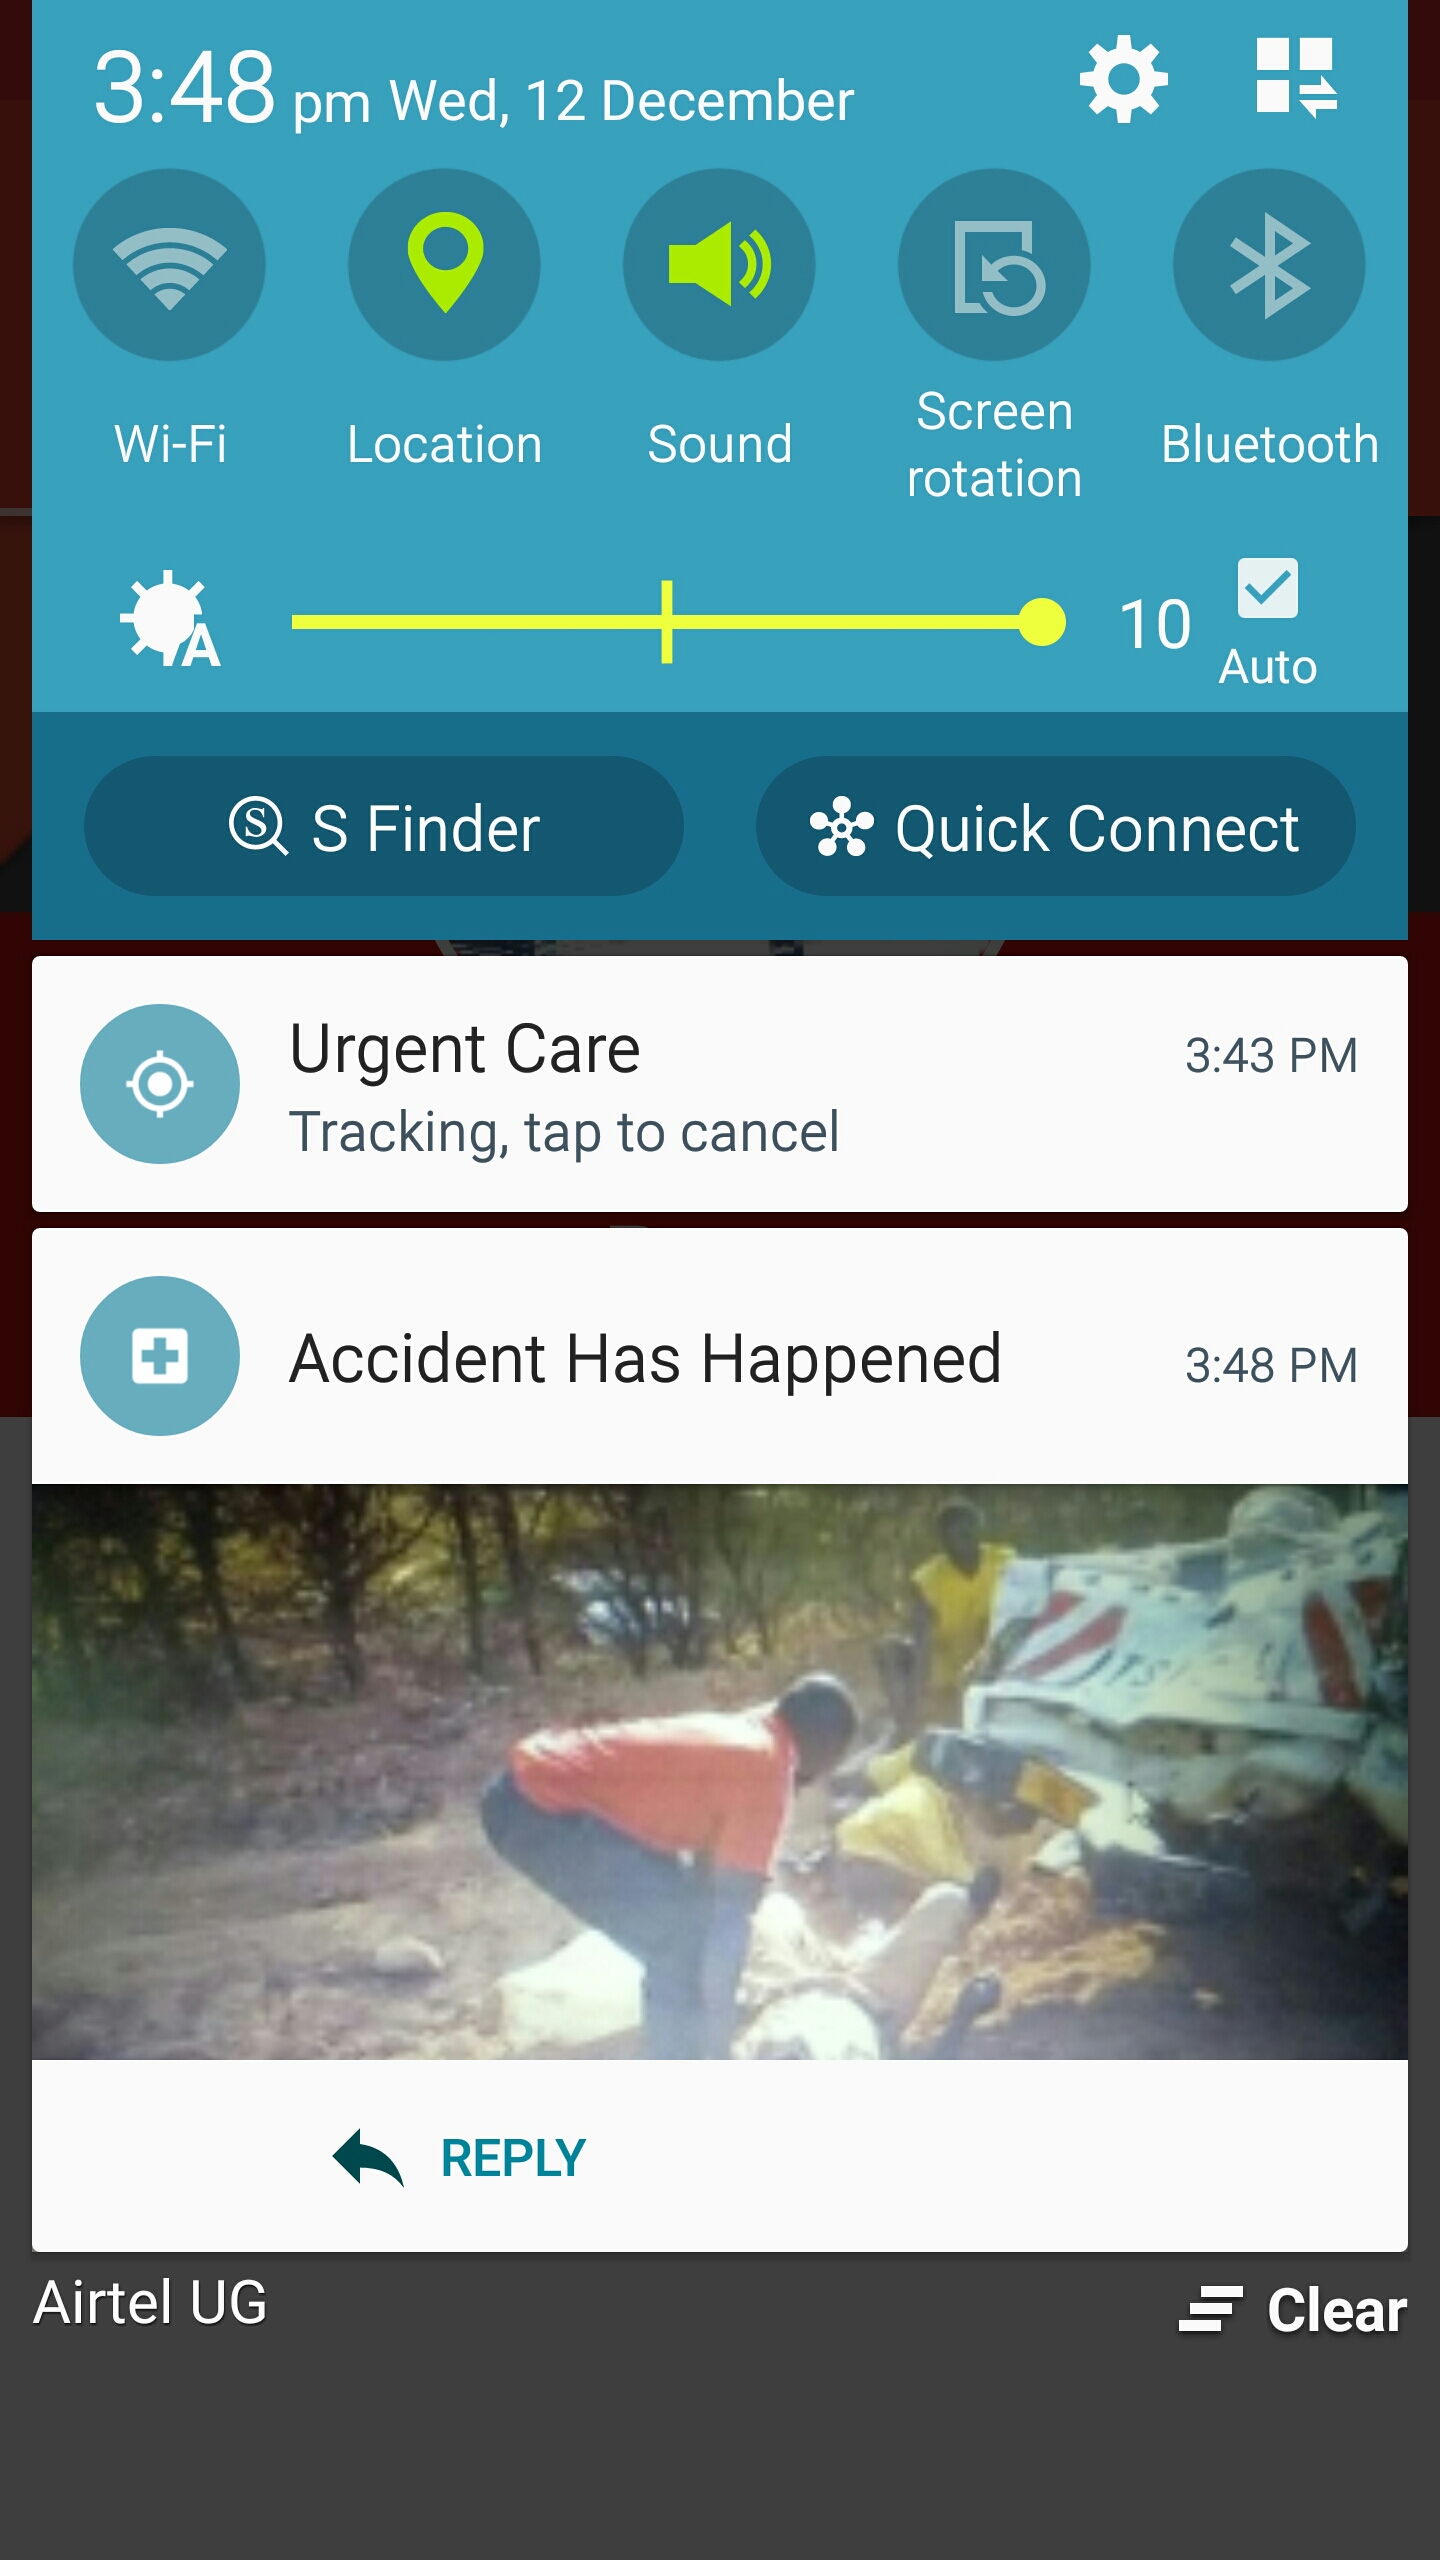 3:48 pm Wed, 12 December
Wi-Fi
Location
Sound
Screen
rotation
Bluetooth
A
10
Auto
S
S Finder
Quick Connect
Urgent Care
3:43 PM
Tracking, tap to cancel
Accident Has Happened
3:48 PM
REPLY
Airtel UG
Clear